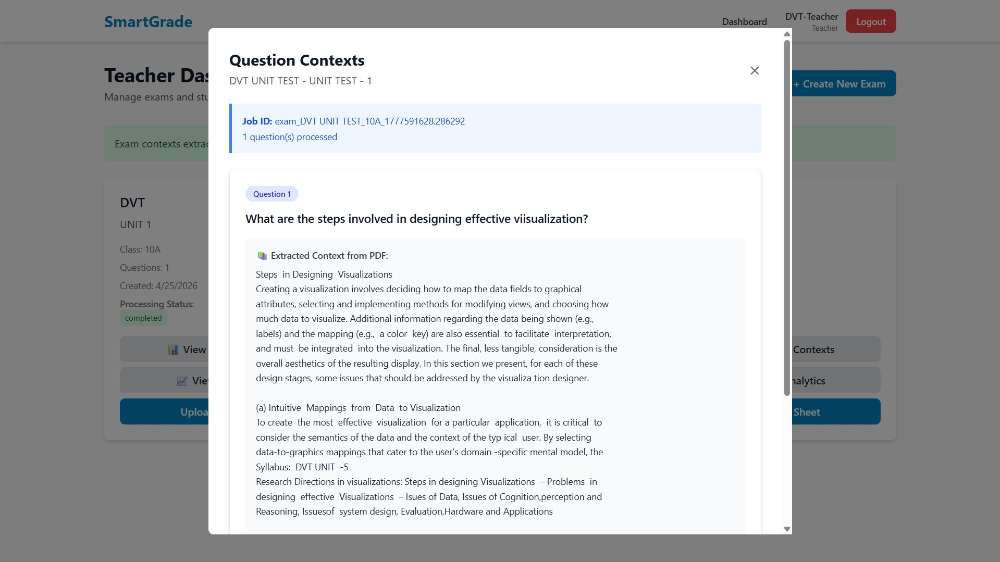 SmartGrade
Dashboard
DVT-Teacher
Teacher
Logout
Teacher Das
Manage exams and stu
+ Create New Exam
Exam contexts extrac
DVT
UNIT 1
Class: 10A
Questions: 1
Created: 4/25/2026
Processing Status:
completed
View
Contexts
Vie
nalytics
Uploa
Sheet
Question Contexts
DVT UNIT TEST - UNIT TEST - 1
Job ID: exam_DVT UNIT TEST_10A_1777591628.286292
1 question(s) processed
Question 1
What are the steps involved in designing effective viisualization?
Extracted Context from PDF:
Steps in Designing Visualizations
Creating a visualization involves deciding how to map the data fields to graphical
attributes, selecting and implementing methods for modifying views, and choosing how
much data to visualize. Additional information regarding the data being shown (e.g.,
labels) and the mapping (e.g., a color key) are also essential to facilitate interpretation,
and must be integrated into the visualization. The final, less tangible, consideration is the
overall aesthetics of the resulting display. In this section we present, for each of these
design stages, some issues that should be addressed by the visualiza tion designer.
(a) Intuitive Mappings from Data to Visualization
To create the most effective visualization for a particular application, it is critical to
consider the semantics of the data and the context of the typ ical user. By selecting
data-to-graphics mappings that cater to the user’s domain -specific mental model, the
Syllabus: DVT UNIT -5
Research Directions in visualizations: Steps in designing Visualizations – Problems in
designing effective Visualizations – Isues of Data, Issues of Cognition,perception and
Reasoning, Issuesof system design, Evaluation,Hardware and Applications